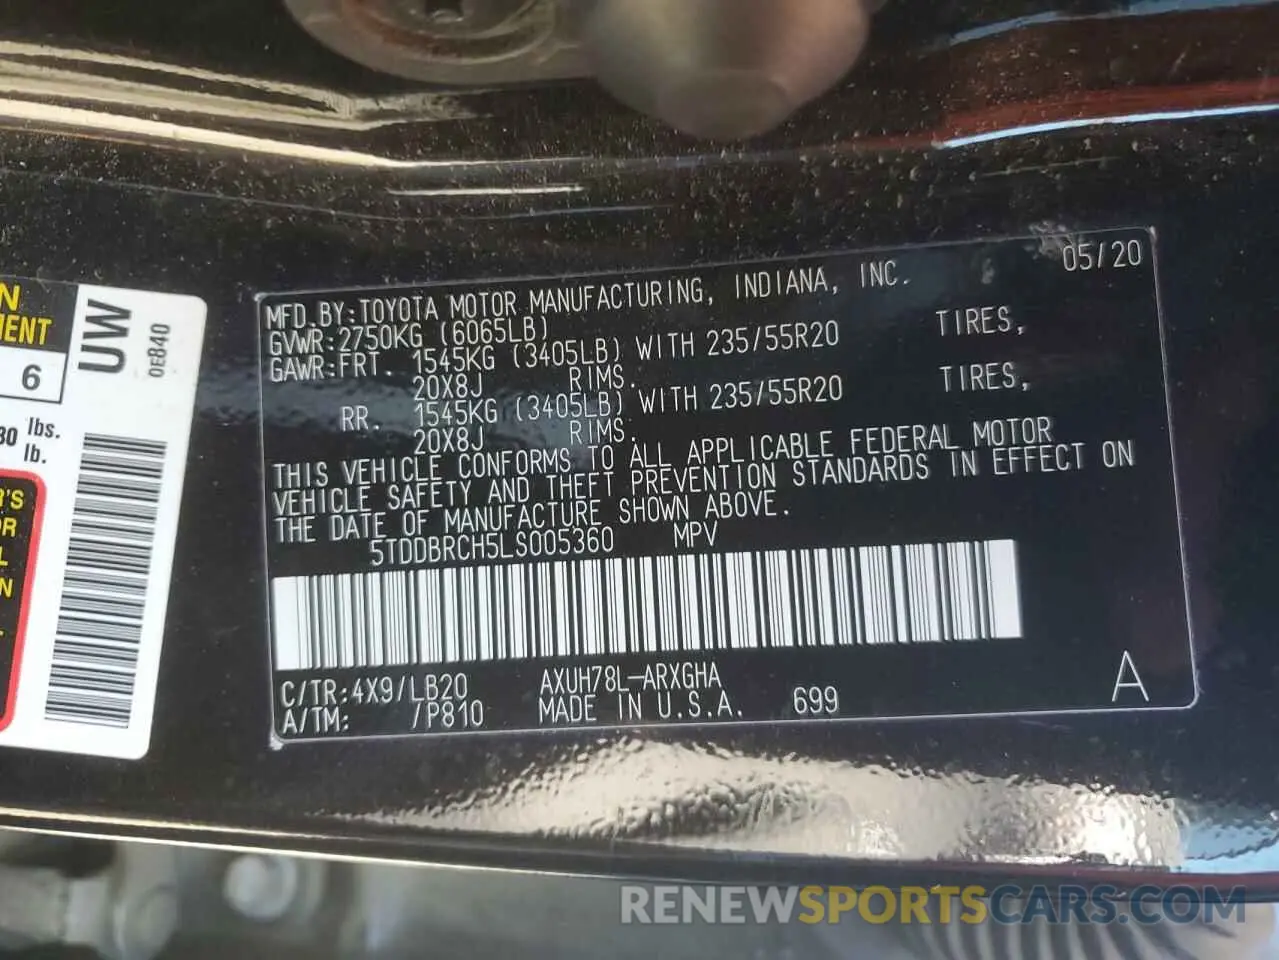 MFD.BY:TOYOTA MOTOR MANUFACTURING, INDIANA, INC. 05/20
GVWR:2750KG (6065LB)
GAWR:FRT. 1545KG (3405LB) WITH 235/55R20 TIRES,
20X8J RIMS.
RR. 1545KG (3405LB) WITH 235/55R20 TIRES,
20X8J RIMS.
THIS VEHICLE CONFORMS TO ALL APPLICABLE FEDERAL MOTOR
VEHICLE SAFETY AND THEFT PREVENTION STANDARDS IN EFFECT ON
THE DATE OF MANUFACTURE SHOWN ABOVE.
5TDDBRCH5LS005360 MPV
C/TR:4X9/LB20 AXUH78L-ARXGHA
A/TM: /P810 MADE IN U.S.A. 699 A
UW
0E840
6
lbs.
lb.
RENEWSPORTSCARS.COM